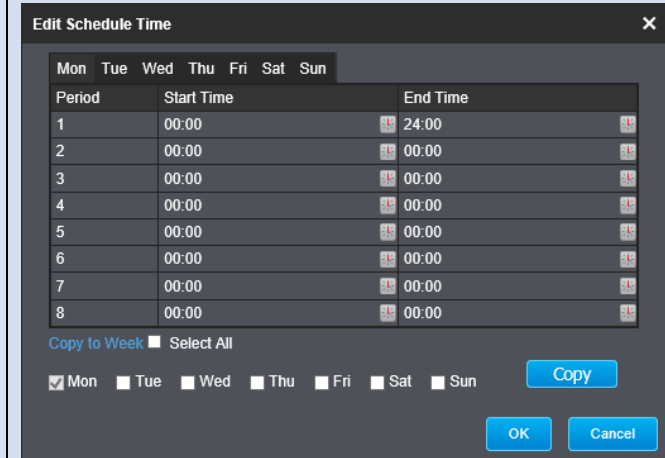 Edit Schedule Time
Mon Tue Wed Thu Fri Sat Sun
Period Start Time End Time
1 00:00 24:00
2 00:00 00:00
3 00:00 00:00
4 00:00 00:00
5 00:00 00:00
6 00:00 00:00
7 00:00 00:00
8 00:00 00:00
Copy to Week Select All
Mon Tue Wed Thu Fri Sat Sun Copy
OK Cancel